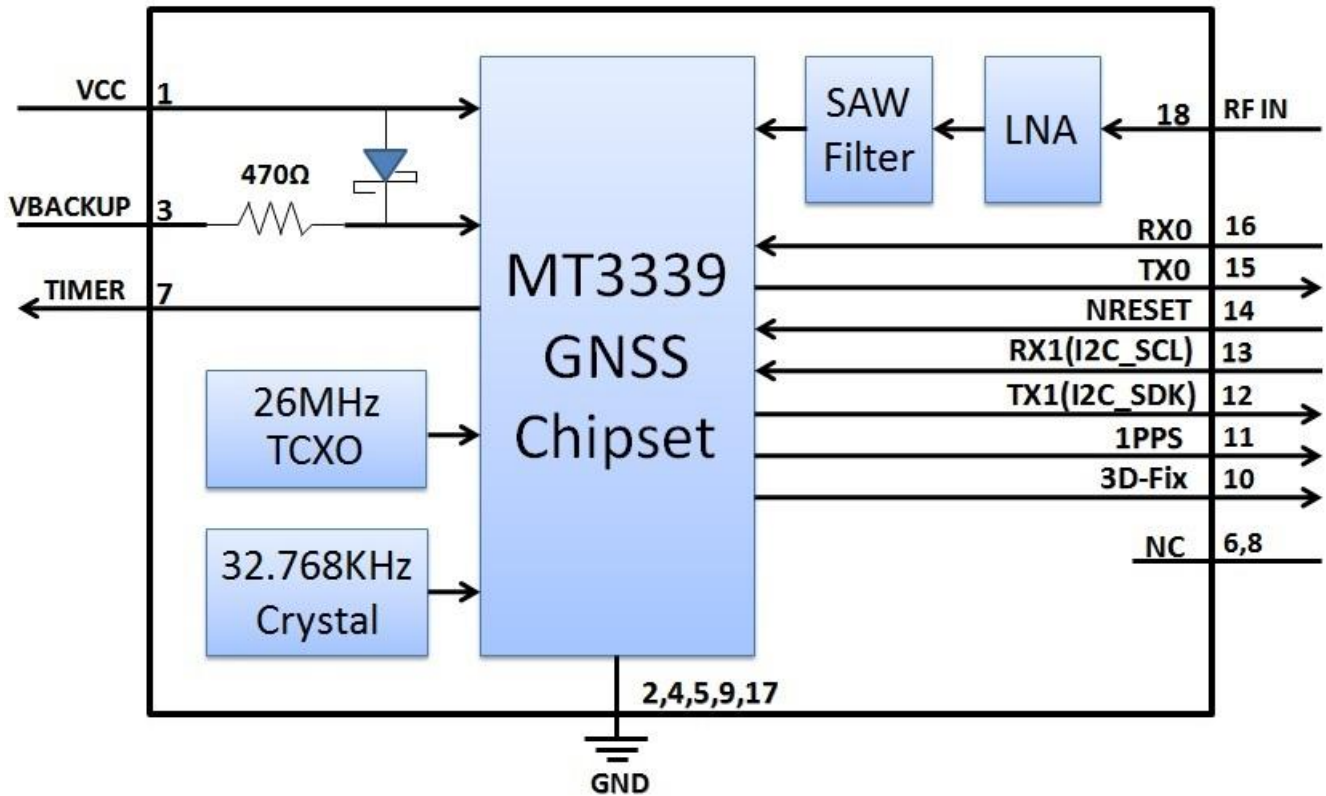 VCC 1
470Ω
VBACKUP 3
TIMER 7
26MHz
TCXO
32.768KHz
Crystal
MT3339
GNSS
Chipset
SAW
Filter
LNA
18 RF IN
RX0 16
TX0 15
NRESET 14
RX1(I2C_SCL) 13
TX1(I2C_SDK) 12
1PPS 11
3D-Fix 10
NC 6,8
2,4,5,9,17
GND